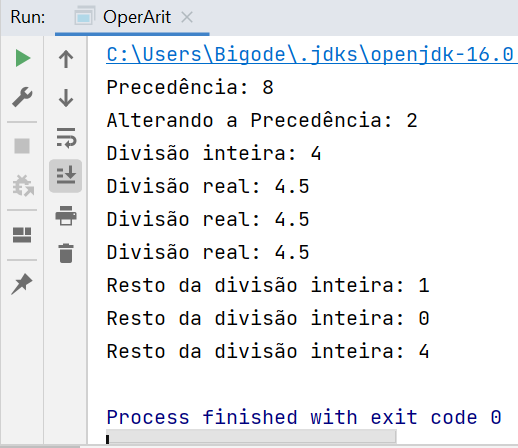 Run: OperArit
C:\Users\Bigode\.jdks\openjdk-16.0
Precedência: 8
Alterando a Precedência: 2
Divisão inteira: 4
Divisão real: 4.5
Divisão real: 4.5
Divisão real: 4.5
Resto da divisão inteira: 1
Resto da divisão inteira: 0
Resto da divisão inteira: 4
Process finished with exit code 0